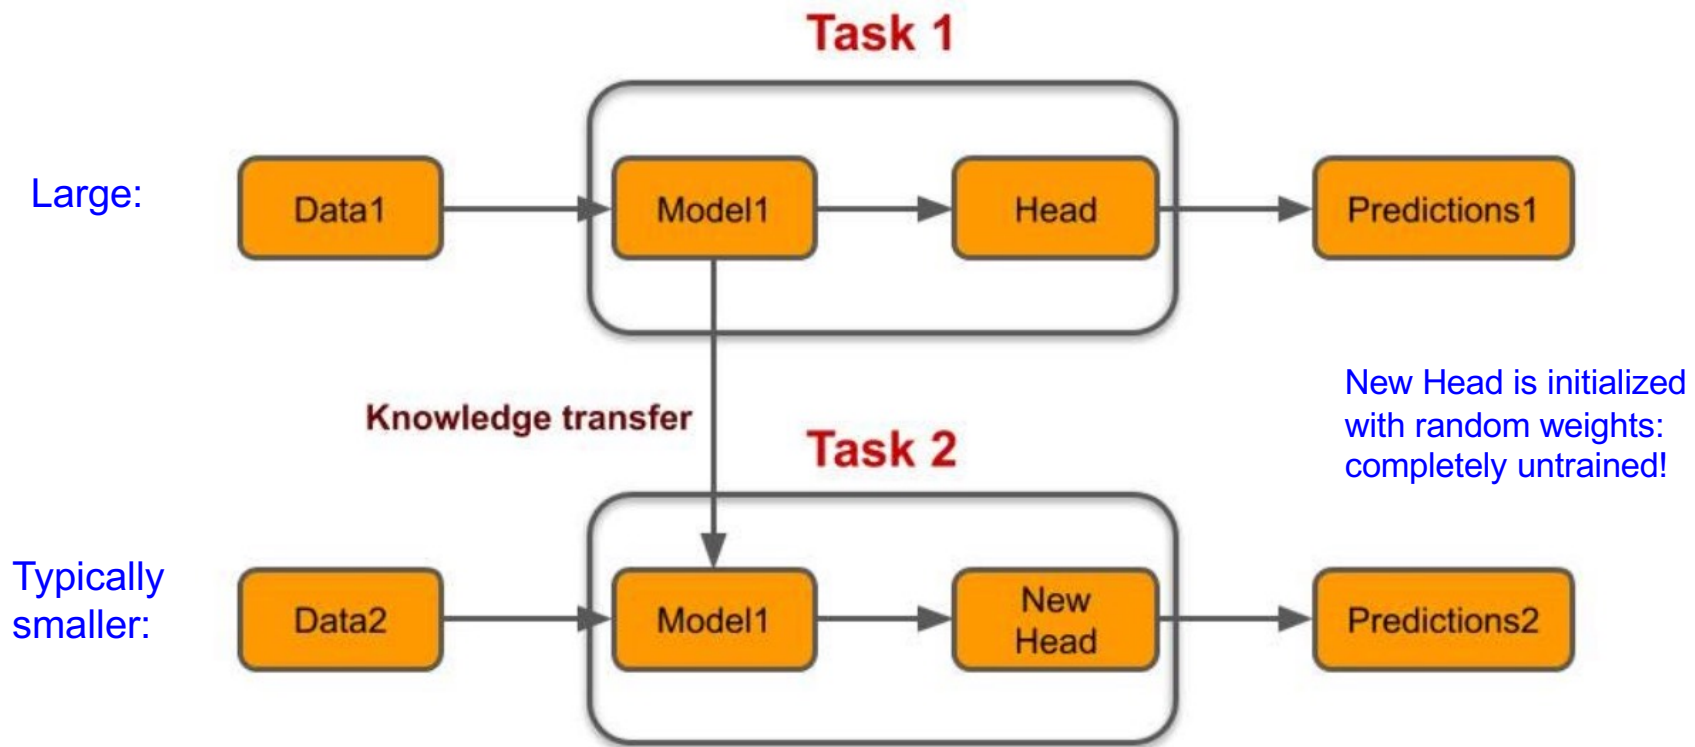 Task 1
Large:
Data1
Model1
Head
Predictions1
Knowledge transfer
New Head is initialized
with random weights:
completely untrained!
Task 2
Typically
smaller:
Data2
Model1
New
Head
Predictions2